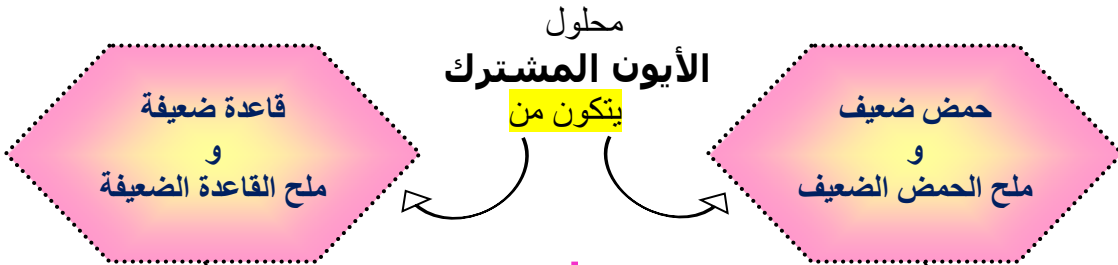 محلول
الأيون المشترك
يتكون من
حمض ضعيف
و
ملح الحمض الضعيف
قاعدة ضعيفة
و
ملح القاعدة الضعيفة